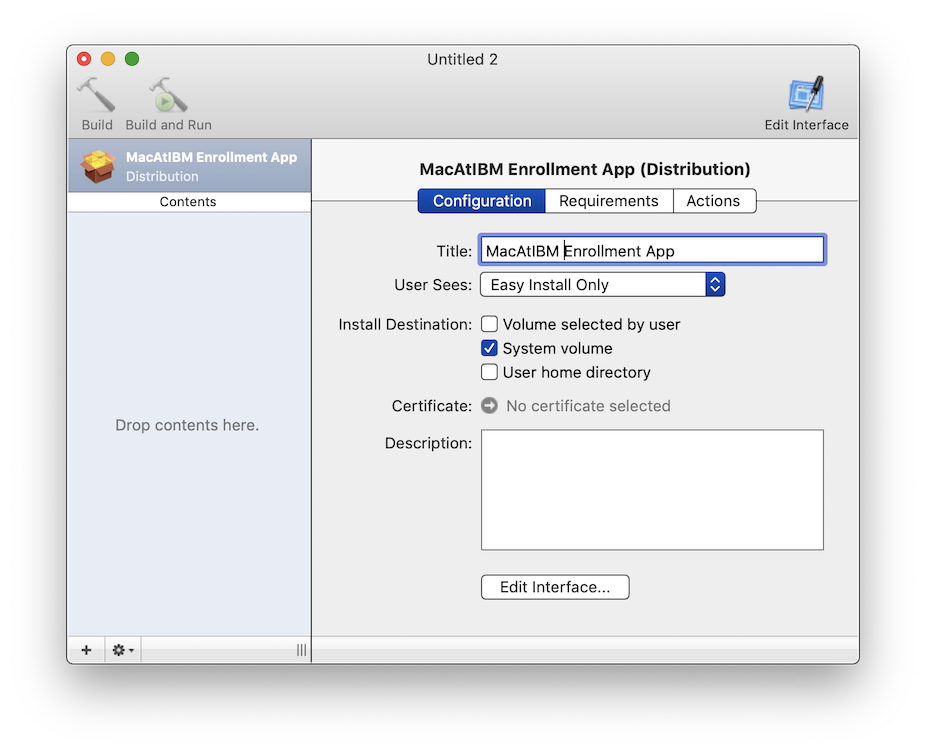 Untitled 2
Build
Build and Run
Edit Interface
MacAtIBM Enrollment App
Distribution
Contents
Drop contents here.
MacAtIBM Enrollment App (Distribution)
Configuration
Requirements
Actions
Title: MacAtIBM Enrollment App
User Sees: Easy Install Only
Install Destination: Volume selected by user
System volume
User home directory
Certificate: No certificate selected
Description:
Edit Interface...